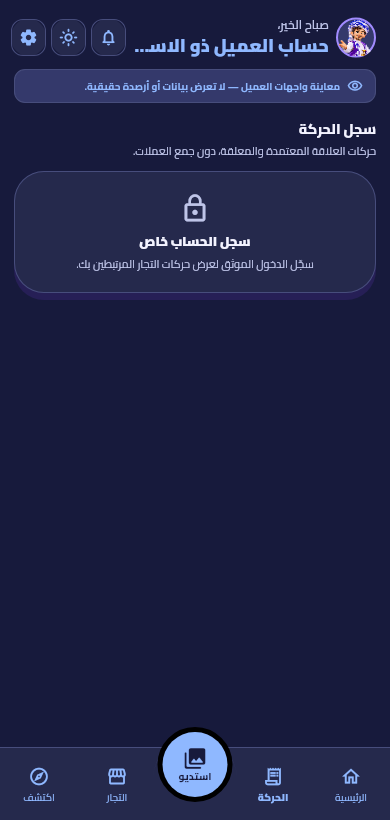 صباح الخير،
حساب العميل ذو الاسـ...
معاينة واجهات العميل — لا تعرض بيانات أو أرصدة حقيقية.
سجل الحركة
حركات العلاقة المعتمدة والمعلقة، دون جمع العملات.
سجل الحساب خاص
سجّل الدخول الموثق لعرض حركات التجار المرتبطين بك.
الرئيسية
الحركة
استديو
التجار
اكتشف